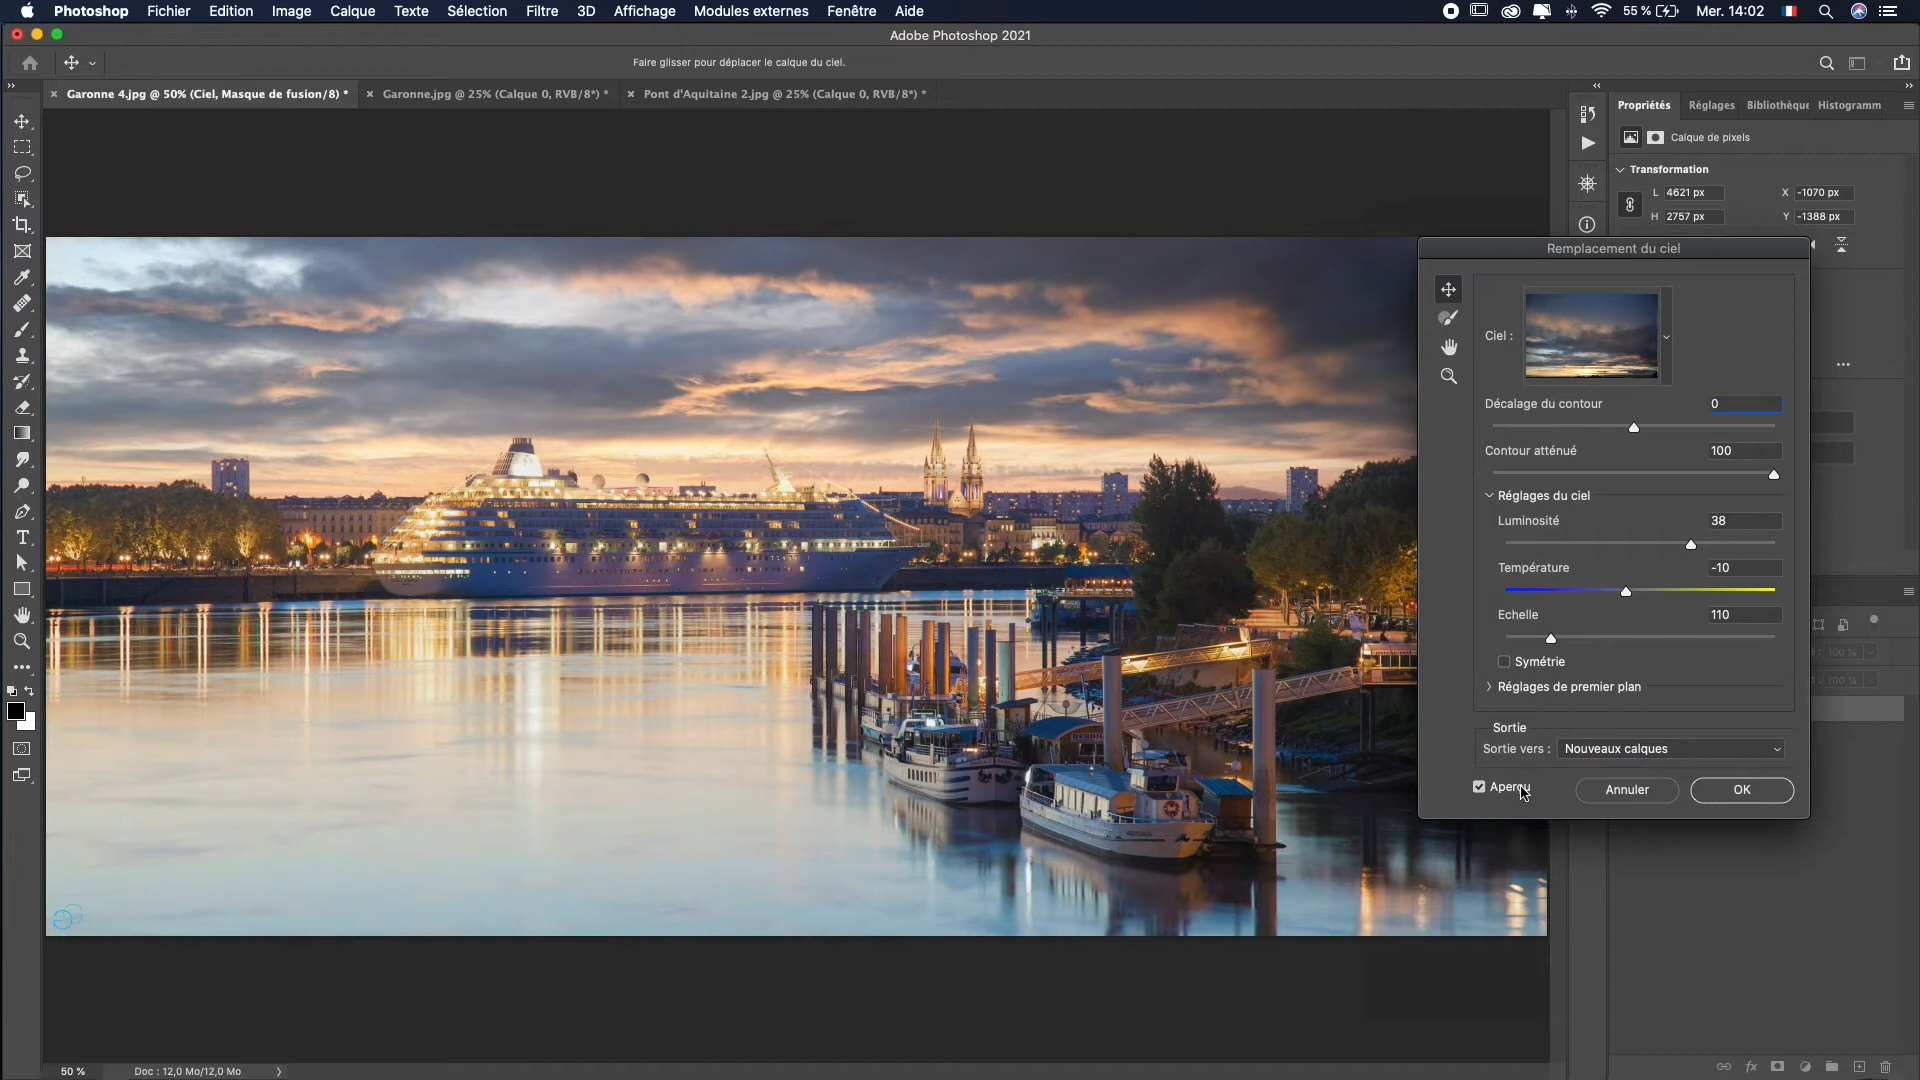 Photoshop Fichier Edition Image Calque Texte Sélection Filtre 3D Affichage Modules externes Fenêtre Aide 55 % Mer. 14:02
Adobe Photoshop 2021
Faire glisser pour déplacer le calque du ciel.
Garonne 4.jpg @ 50% (Ciel, Masque de fusion/8) *
Garonne.jpg @ 25% (Calque 0, RVB/8*) *
Pont d'Aquitaine 2.jpg @ 25% (Calque 0, RVB/8*) *
Propriétés Réglages Bibliothèque Histogramm
Calque de pixels
Transformation
L 4621 px X -1070 px
H 2757 px Y -1388 px
Remplacement du ciel
Ciel :
Décalage du contour 0
Contour atténué 100
Réglages du ciel
Luminosité 38
Température -10
Echelle 110
Symétrie
Réglages de premier plan
Sortie
Sortie vers : Nouveaux calques
Aperçu Annuler OK
100 %
100 %
50 % Doc : 12,0 Mo/12,0 Mo